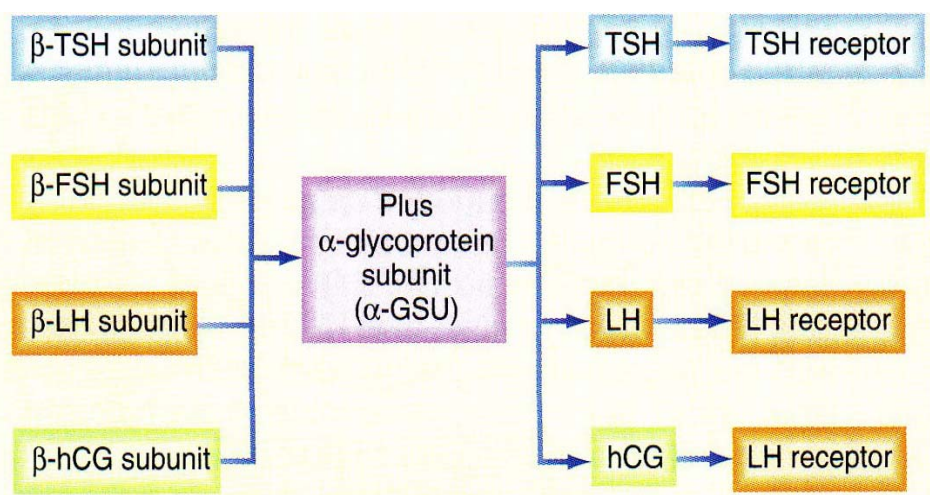 β-TSH subunit
β-FSH subunit
β-LH subunit
β-hCG subunit
Plus
α-glycoprotein
subunit
(α-GSU)
TSH
TSH receptor
FSH
FSH receptor
LH
LH receptor
hCG
LH receptor